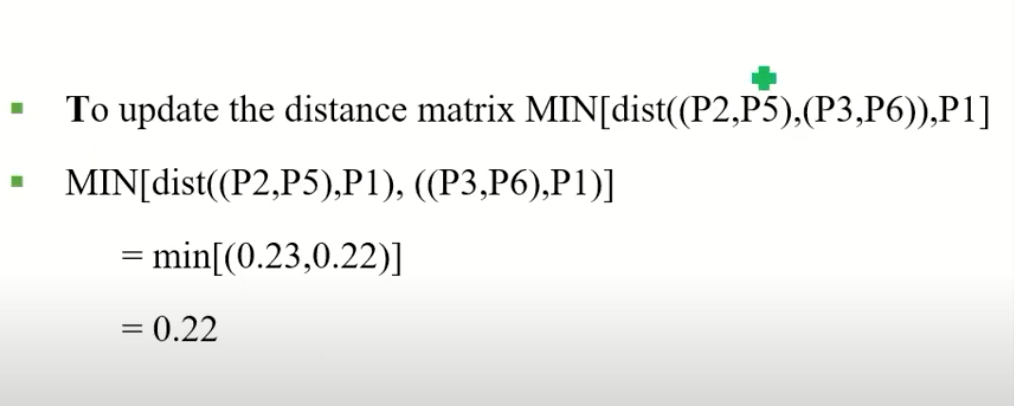 To update the distance matrix MIN[dist((P2,P5),(P3,P6)),P1]
MIN[dist((P2,P5),P1), ((P3,P6),P1)]
= min[(0.23,0.22)]
= 0.22